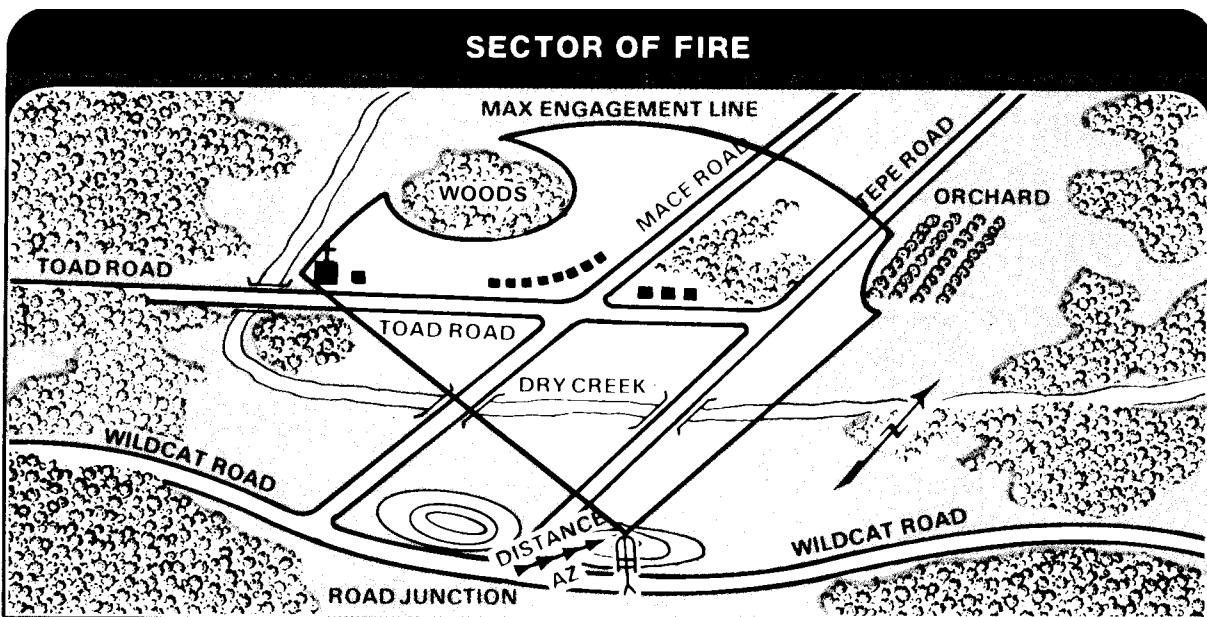 SECTOR OF FIRE
MAX ENGAGEMENT LINE
WOODS
MACE ROAD
TEPE ROAD
ORCHARD
TOAD ROAD
TOAD ROAD
DRY CREEK
N
WILDCAT ROAD
DISTANCE
AZ
WILDCAT ROAD
ROAD JUNCTION